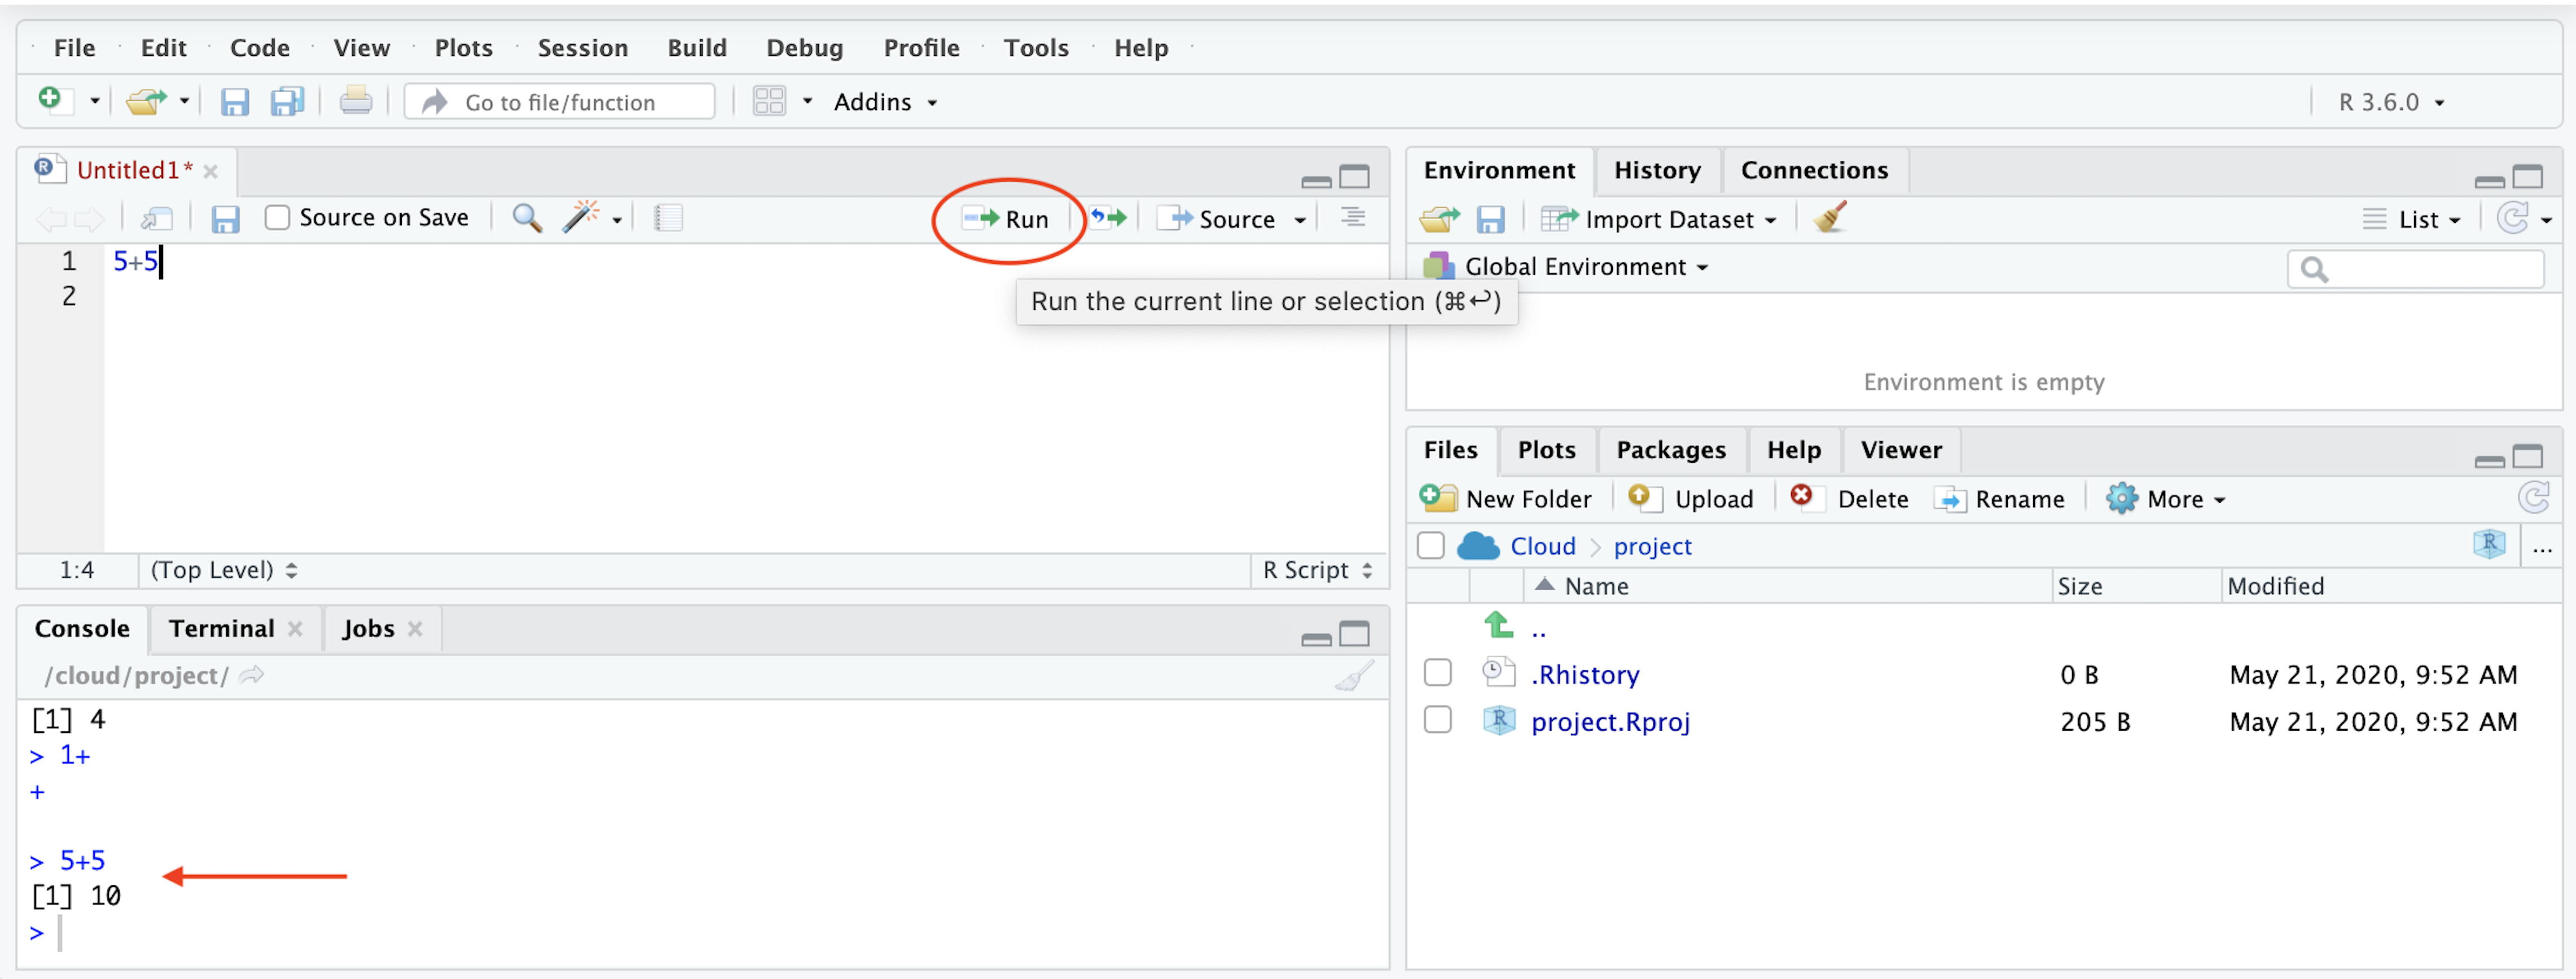 File Edit Code View Plots Session Build Debug Profile Tools Help
Go to file/function Addins R 3.6.0
Untitled1*
Source on Save Run Source
1 5+5
2
Run the current line or selection (⌘↩)
1:4 (Top Level) R Script
Console Terminal Jobs
/cloud/project/
[1] 4
> 1+
+
> 5+5
[1] 10
>
Environment History Connections
Import Dataset List
Global Environment
Environment is empty
Files Plots Packages Help Viewer
New Folder Upload Delete Rename More
Cloud project ...
Name Size Modified
..
.Rhistory 0 B May 21, 2020, 9:52 AM
project.Rproj 205 B May 21, 2020, 9:52 AM